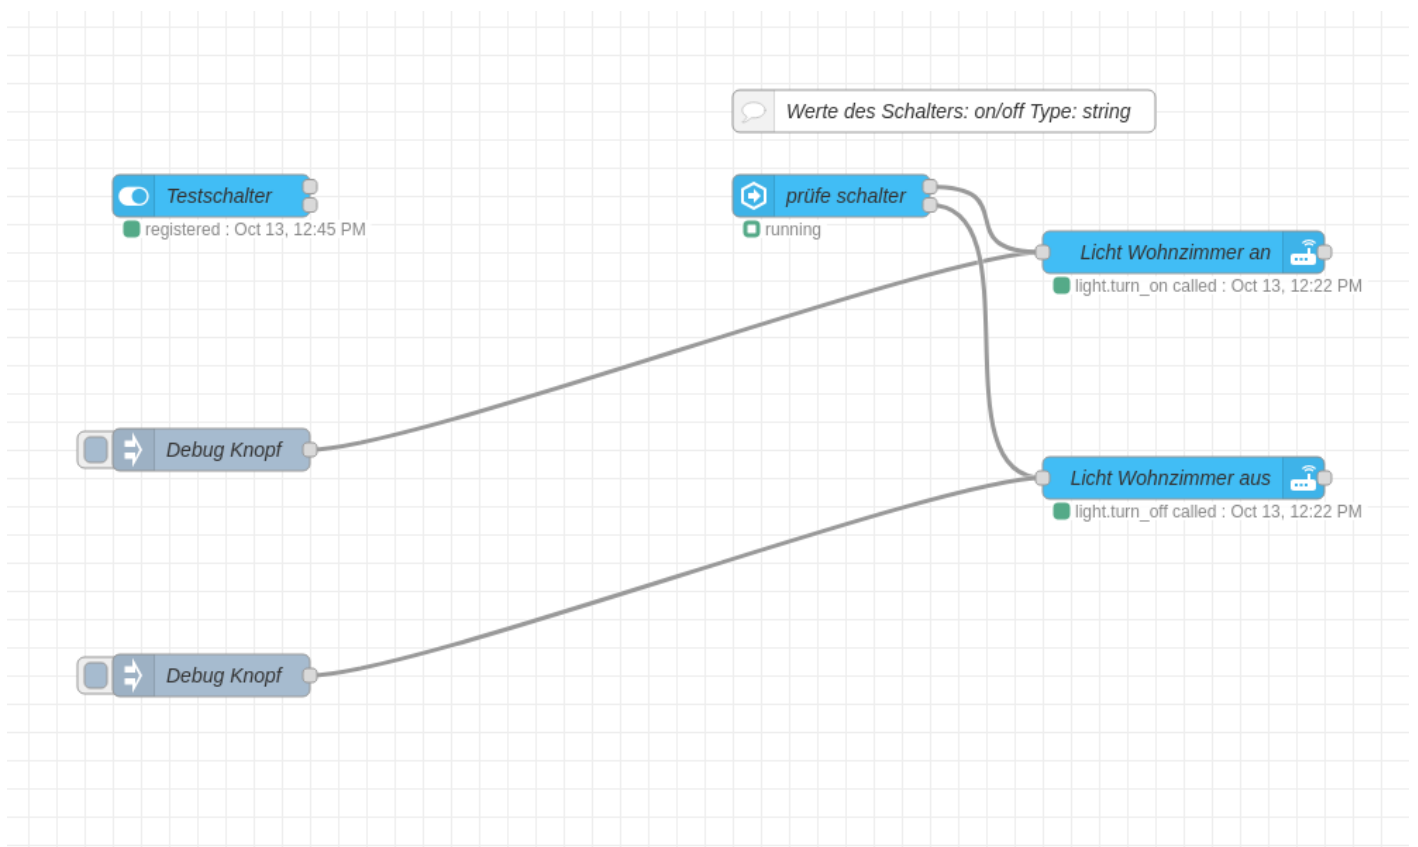 Werte des Schalters: on/off Type: string
Testschalter
registered : Oct 13, 12:45 PM
prüfe schalter
running
Licht Wohnzimmer an
light.turn_on called : Oct 13, 12:22 PM
Debug Knopf
Licht Wohnzimmer aus
light.turn_off called : Oct 13, 12:22 PM
Debug Knopf